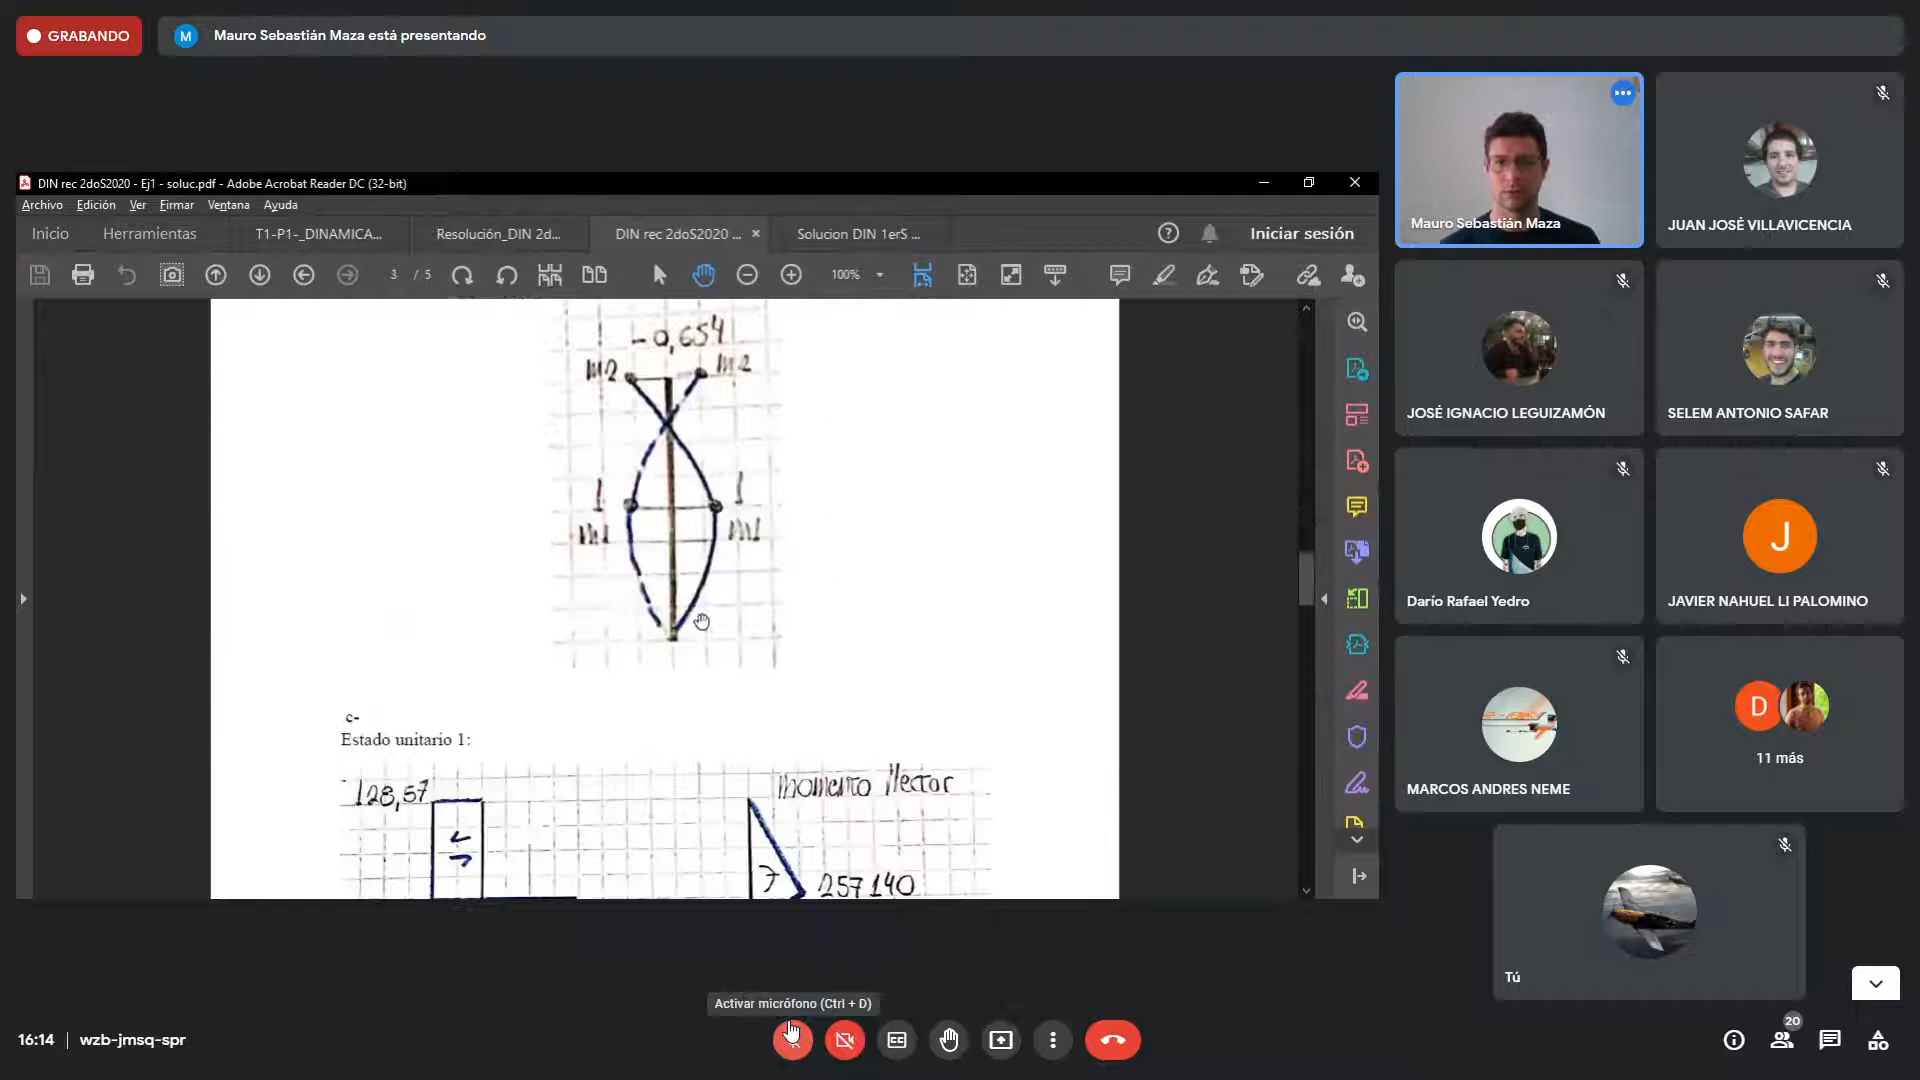 GRABANDO
M
Mauro Sebastián Maza está presentando
DIN rec 2doS2020 - Ej1 - soluc.pdf - Adobe Acrobat Reader DC (32-bit)
Archivo Edición Ver Firmar Ventana Ayuda
Inicio Herramientas T1-P1-_DINAMICA... Resolución_DIN 2d... DIN rec 2doS2020 ... × Solucion DIN 1erS ... Iniciar sesión
3 / 5 100%
-0,654
m2 m2
1 1
m1 m1
c-
Estado unitario 1:
128,57
momento flector
257140
Mauro Sebastián Maza
JUAN JOSÉ VILLAVICENCIA
JOSÉ IGNACIO LEGUIZAMÓN
SELEM ANTONIO SAFAR
Darío Rafael Yedro
J
JAVIER NAHUEL LI PALOMINO
MARCOS ANDRES NEME
D
11 más
Tú
Activar micrófono (Ctrl + D)
16:14 | wzb-jmsq-spr
20